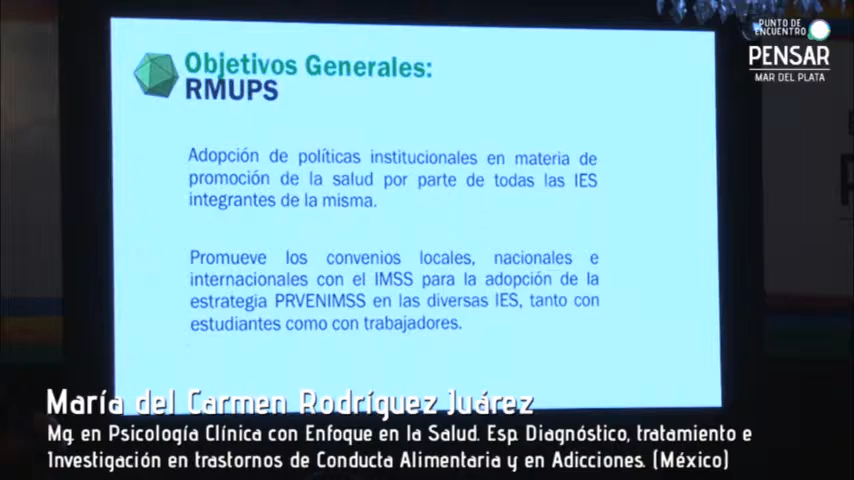 PUNTO DE
ENCUENTRO
PENSAR
MAR DEL PLATA
Objetivos Generales:
RMUPS
Adopción de políticas institucionales en materia de
promoción de la salud por parte de todas las IES
integrantes de la misma.
Promueve los convenios locales, nacionales e
internacionales con el IMSS para la adopción de la
estrategia PRVENIMSS en las diversas IES, tanto con
estudiantes como con trabajadores.
María del Carmen Rodríguez Juárez
Mg. en Psicología Clínica con Enfoque en la Salud. Esp. Diagnóstico, tratamiento e
Investigación en trastornos de Conducta Alimentaria y en Adicciones. (México)